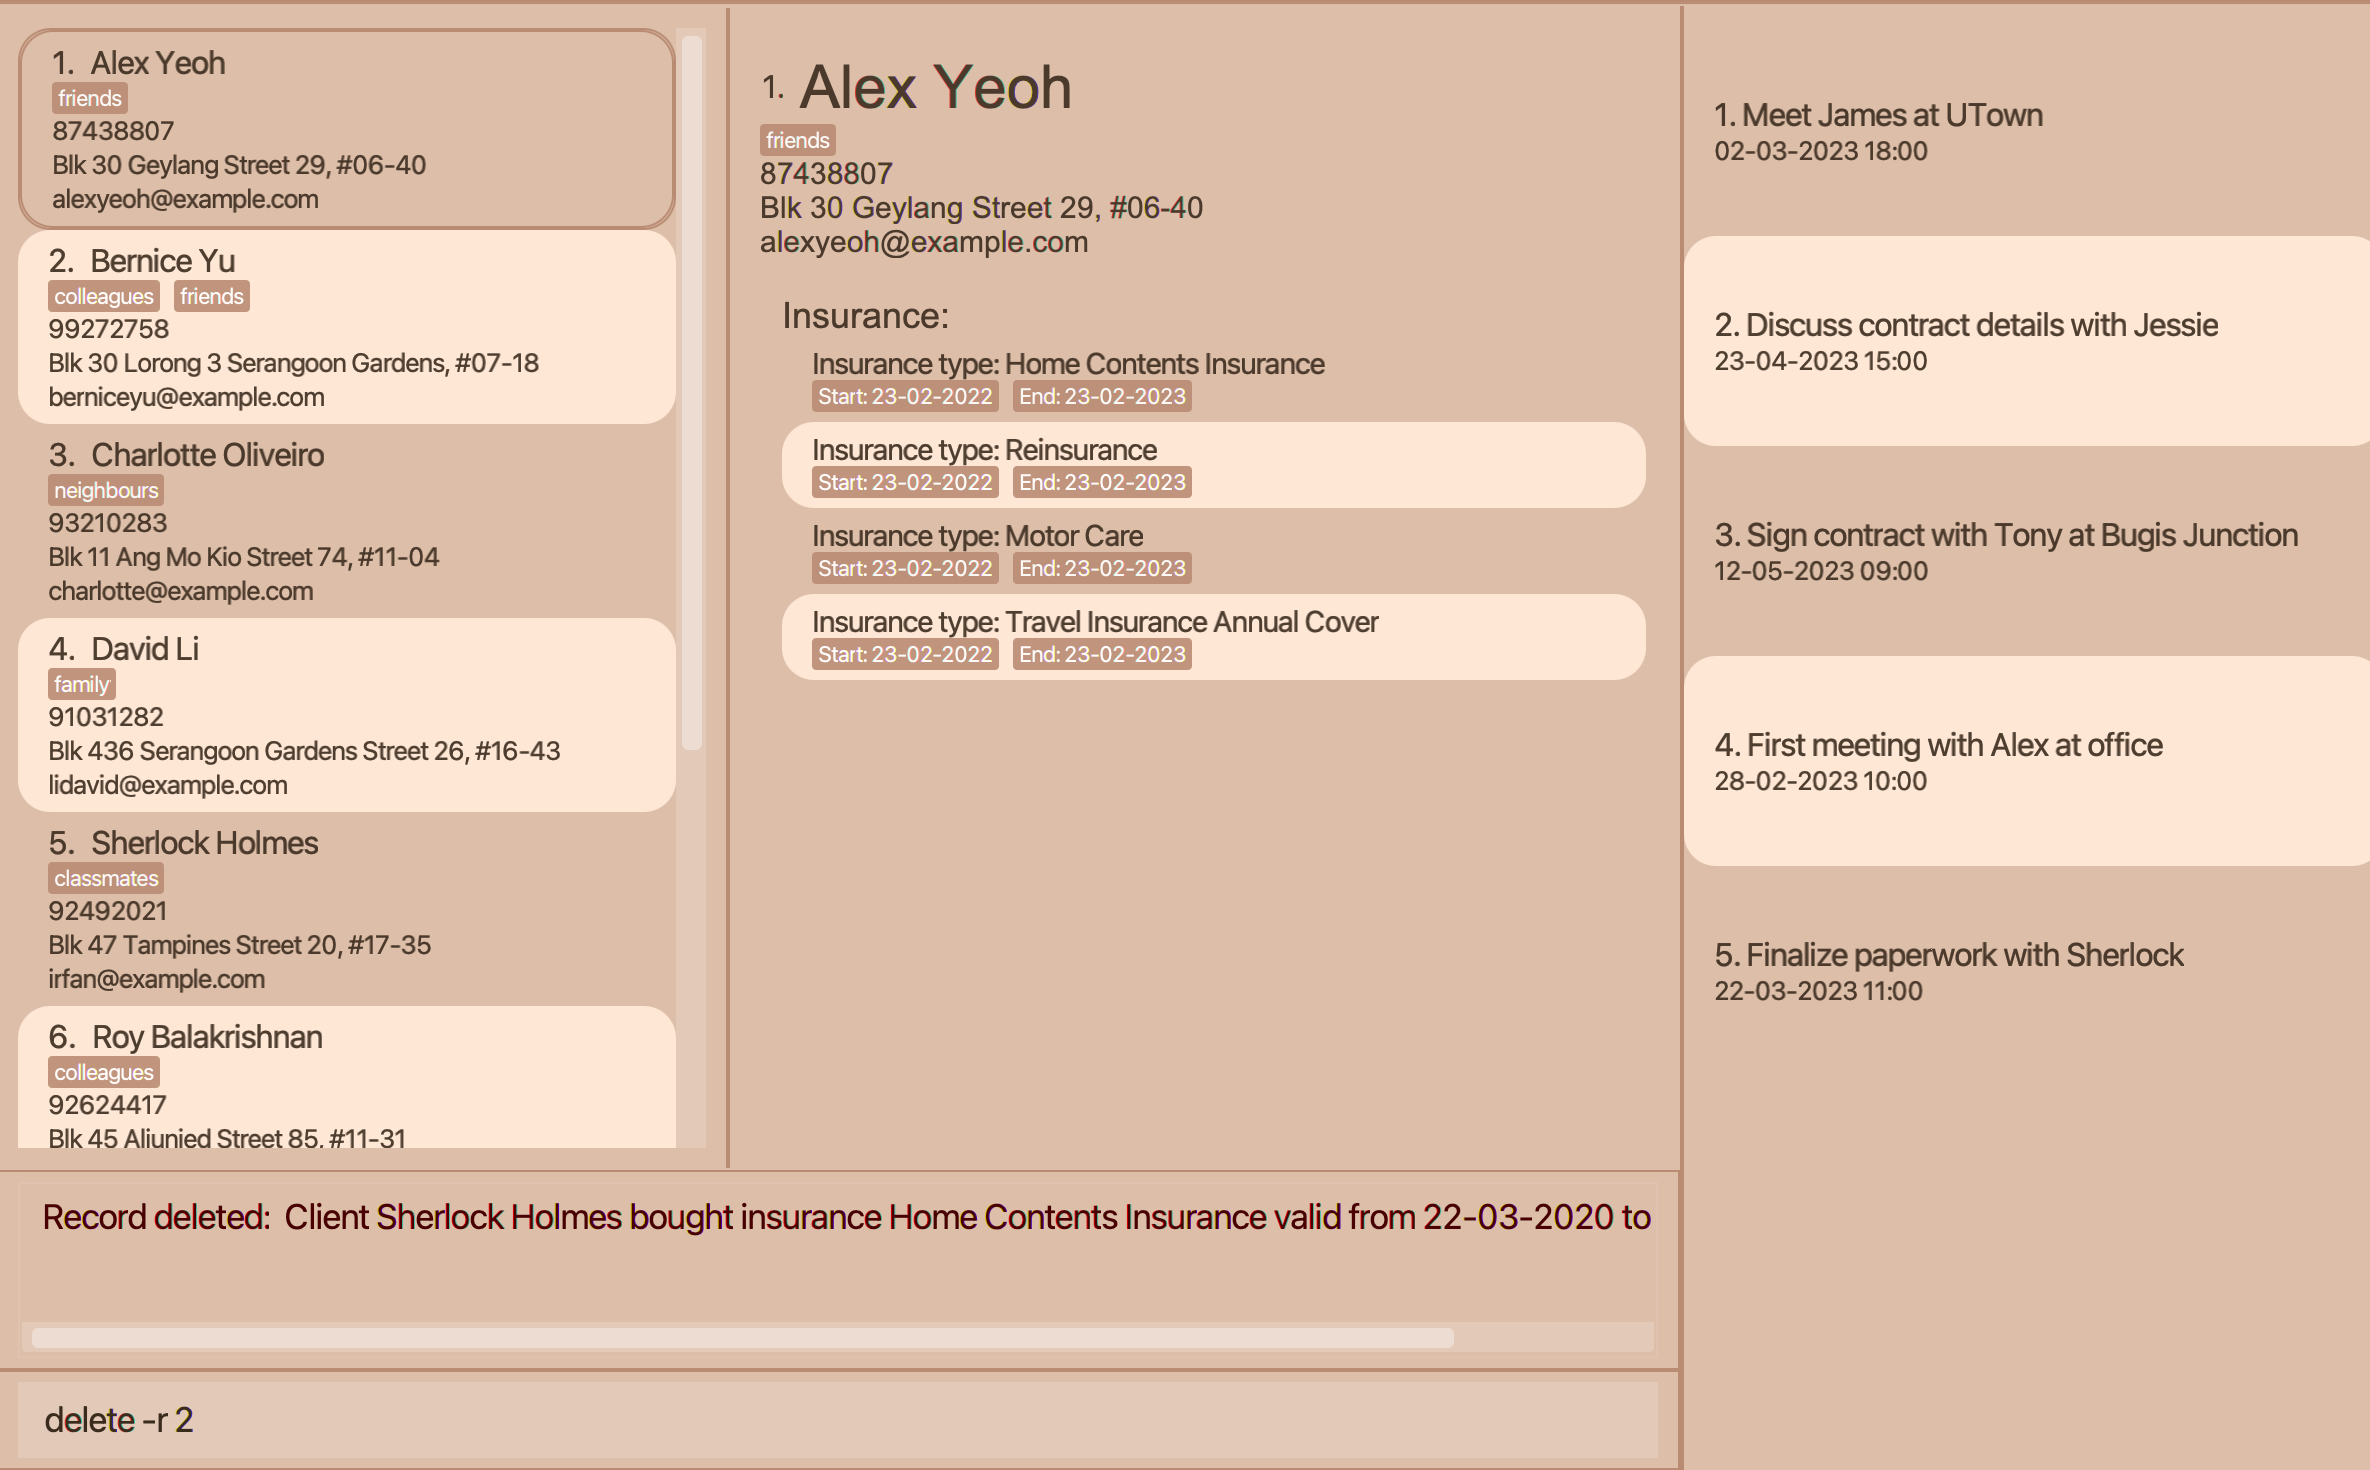 1. Alex Yeoh
friends
87438807
Blk 30 Geylang Street 29, #06-40
alexyeoh@example.com
2. Bernice Yu
colleagues friends
99272758
Blk 30 Lorong 3 Serangoon Gardens, #07-18
berniceyu@example.com
3. Charlotte Oliveiro
neighbours
93210283
Blk 11 Ang Mo Kio Street 74, #11-04
charlotte@example.com
4. David Li
family
91031282
Blk 436 Serangoon Gardens Street 26, #16-43
lidavid@example.com
5. Sherlock Holmes
classmates
92492021
Blk 47 Tampines Street 20, #17-35
irfan@example.com
6. Roy Balakrishnan
colleagues
92624417
Blk 45 Aljunied Street 85, #11-31
1. Alex Yeoh
friends
87438807
Blk 30 Geylang Street 29, #06-40
alexyeoh@example.com
Insurance:
Insurance type: Home Contents Insurance
Start: 23-02-2022 End: 23-02-2023
Insurance type: Reinsurance
Start: 23-02-2022 End: 23-02-2023
Insurance type: Motor Care
Start: 23-02-2022 End: 23-02-2023
Insurance type: Travel Insurance Annual Cover
Start: 23-02-2022 End: 23-02-2023
1. Meet James at UTown
02-03-2023 18:00
2. Discuss contract details with Jessie
23-04-2023 15:00
3. Sign contract with Tony at Bugis Junction
12-05-2023 09:00
4. First meeting with Alex at office
28-02-2023 10:00
5. Finalize paperwork with Sherlock
22-03-2023 11:00
Record deleted: Client Sherlock Holmes bought insurance Home Contents Insurance valid from 22-03-2020 to
delete -r 2